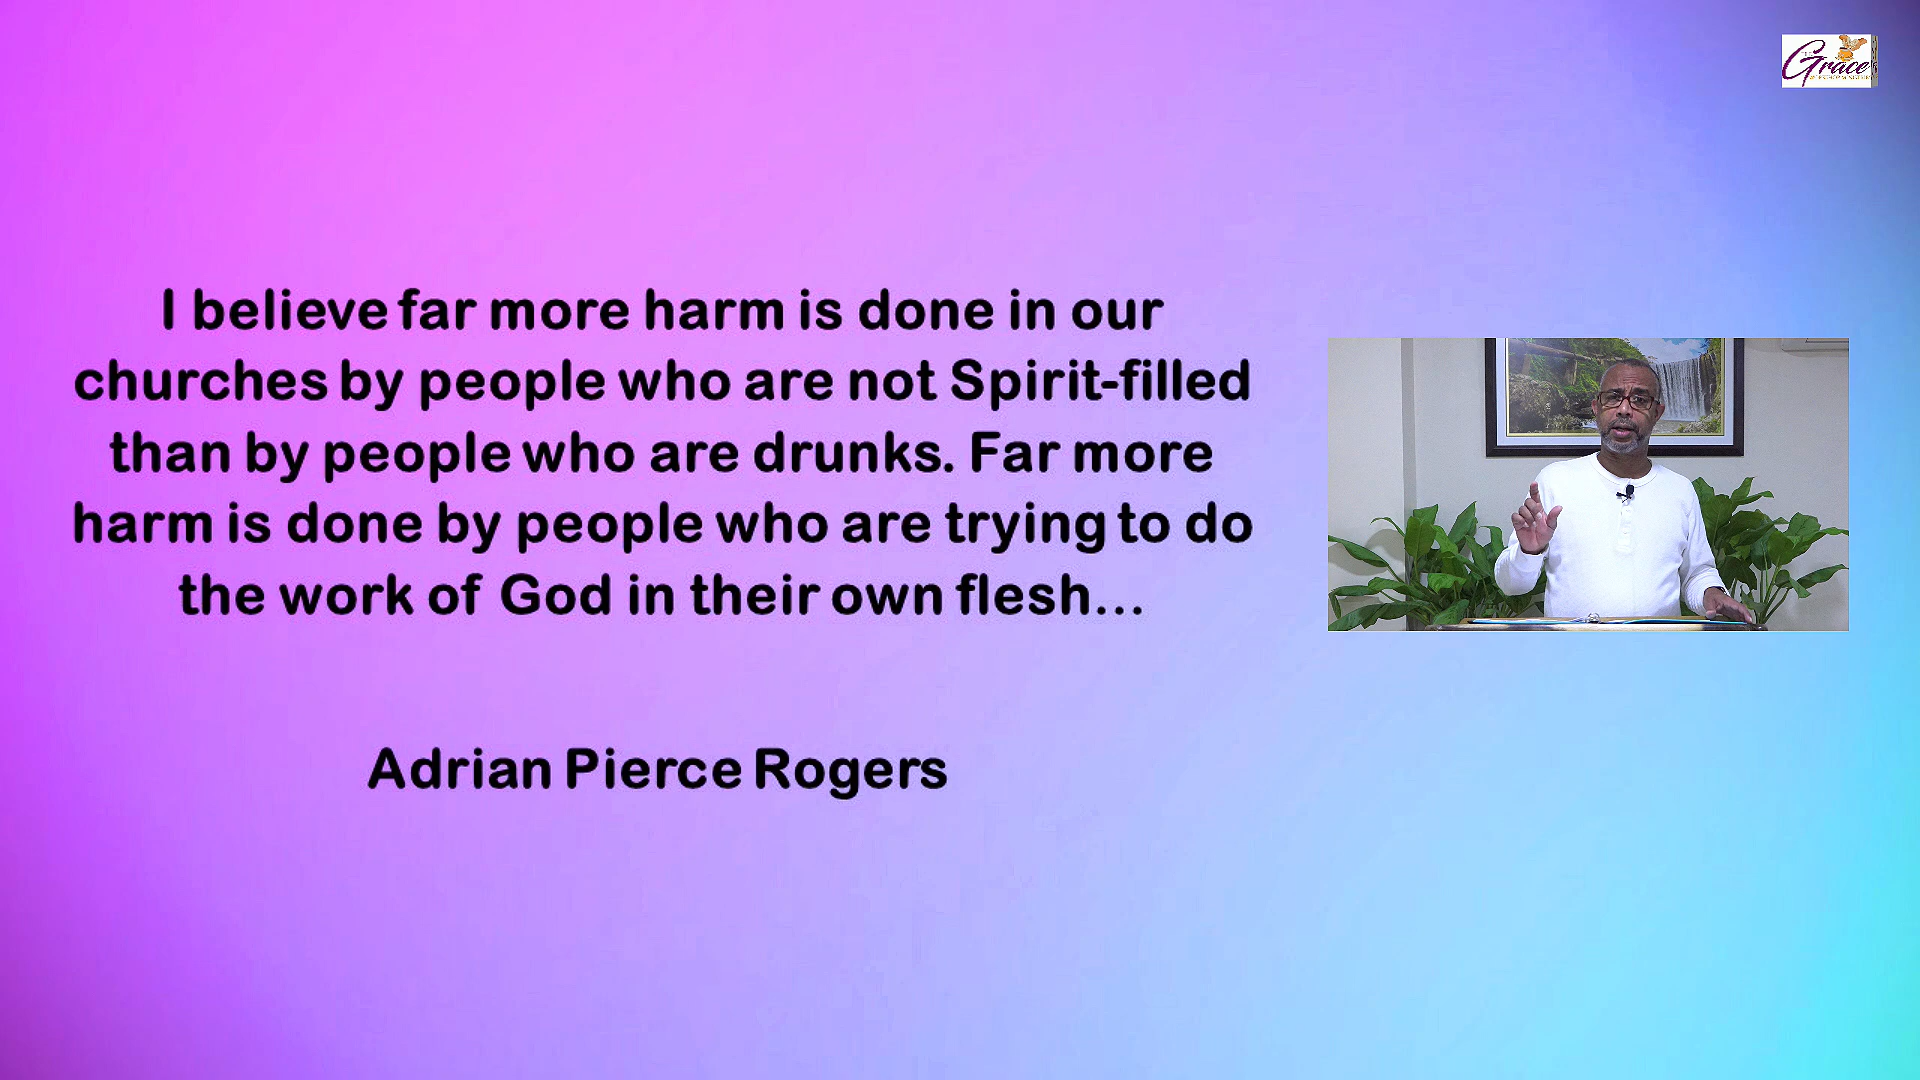 Grace
I believe far more harm is done in our
churches by people who are not Spirit-filled
than by people who are drunks. Far more
harm is done by people who are trying to do
the work of God in their own flesh...
Adrian Pierce Rogers